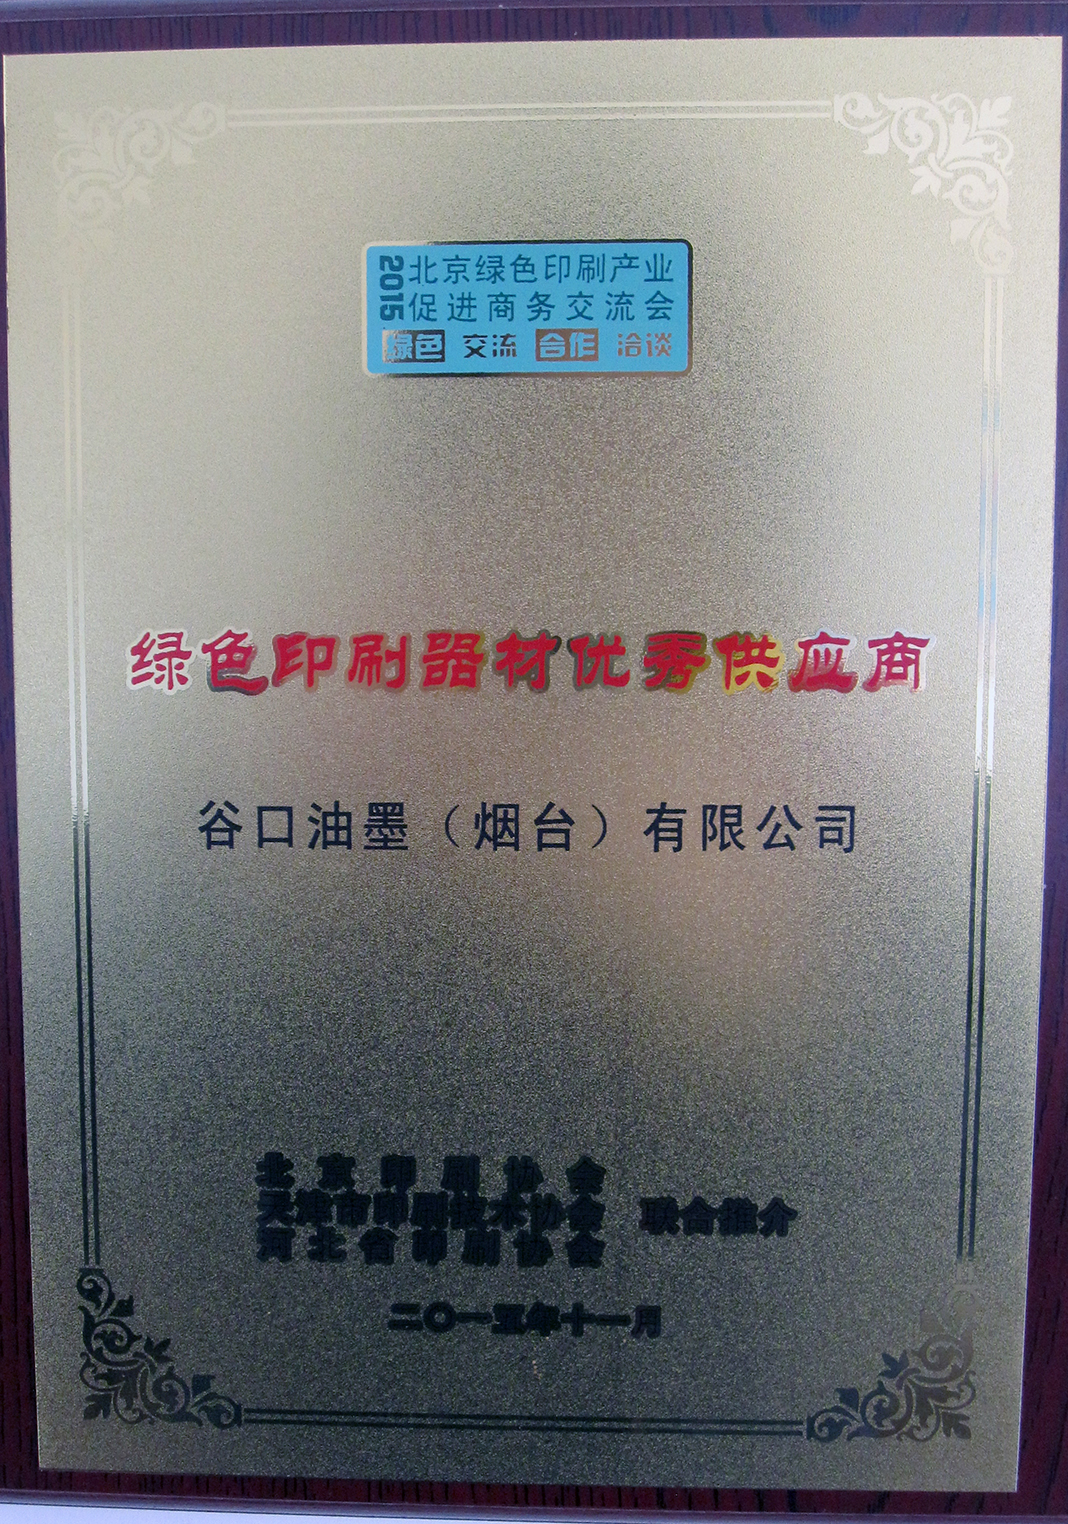 2015
北京绿色印刷产业
促进商务交流会
绿色 交流 合作 洽谈
绿色印刷器材优秀供应商
谷口油墨（烟台）有限公司
北京印刷协会
天津市印刷技术协会 联合推介
河北省印刷协会
二〇一五年十一月